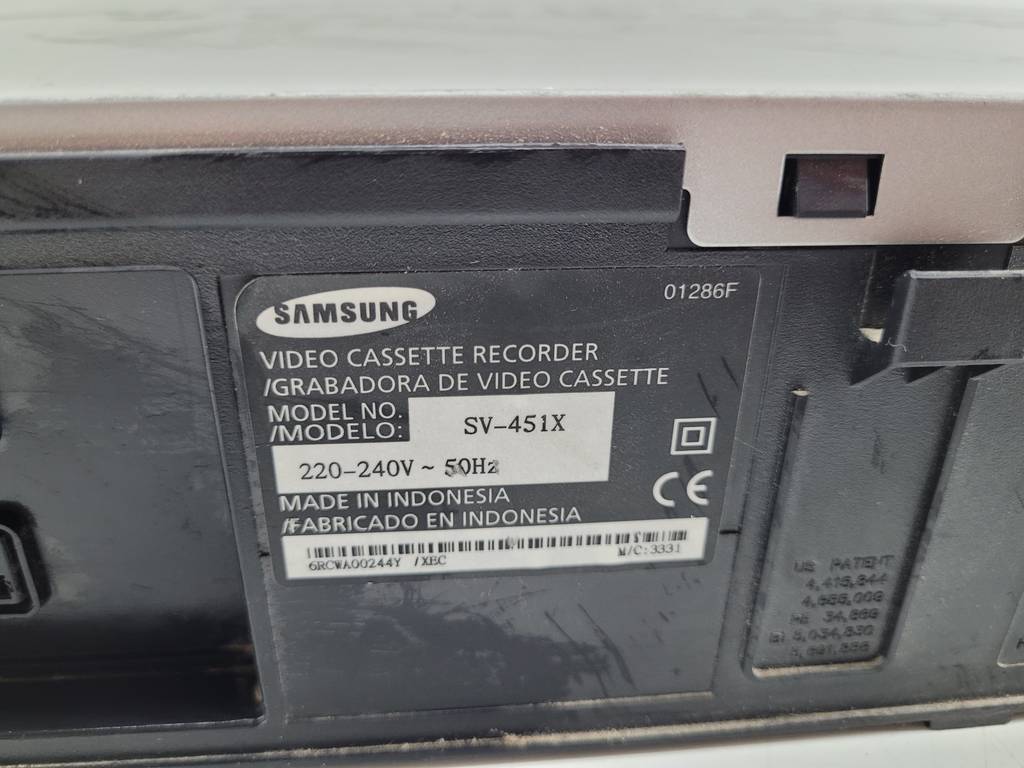 SAMSUNG
01286F
VIDEO CASSETTE RECORDER
/GRABADORA DE VIDEO CASSETTE
MODEL NO.
/MODELO: SV-451X
220-240V ~ 50Hz
MADE IN INDONESIA
/FABRICADO EN INDONESIA
CE
6RCWA00244Y /XEC M/C:3331
US PATENT